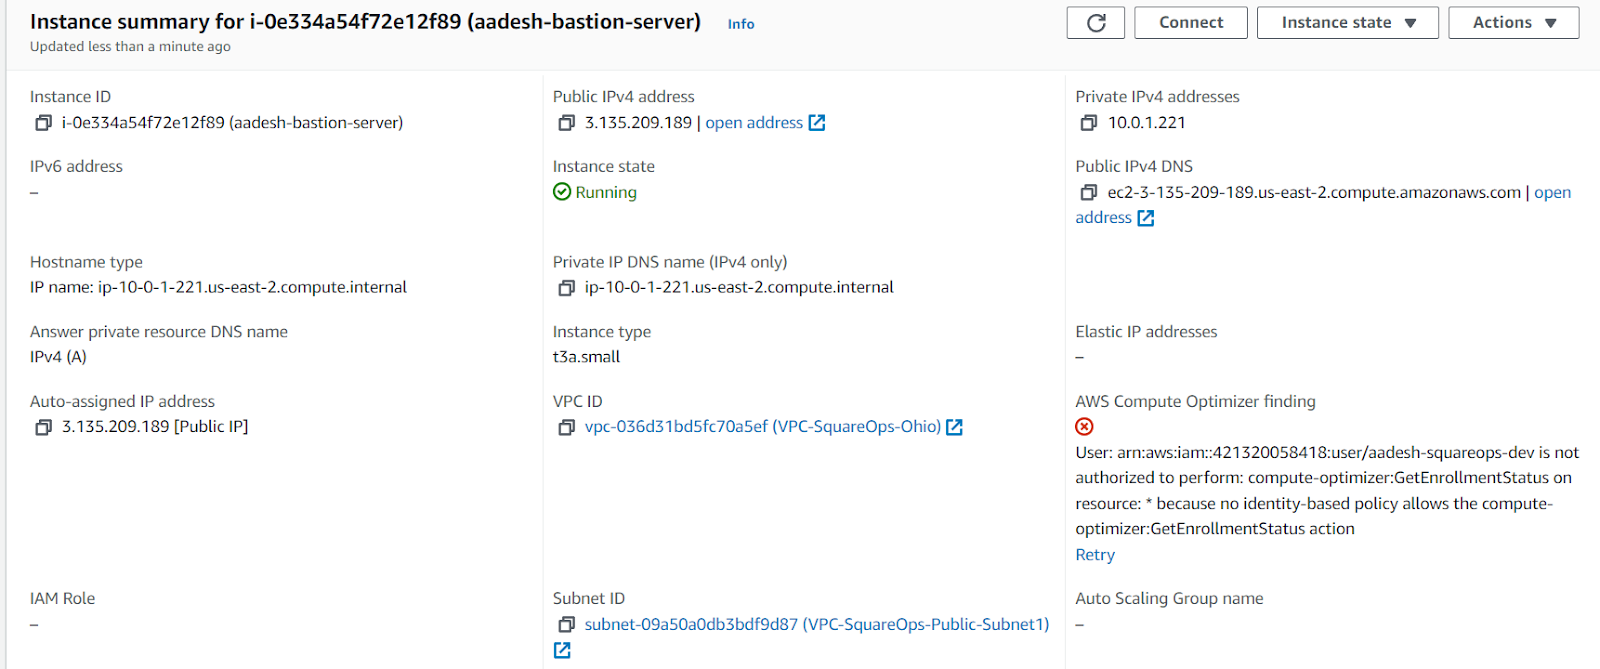 Instance summary for i-0e334a54f72e12f89 (aadesh-bastion-server) Info
Updated less than a minute ago
Connect
Instance state
Actions
Instance ID
i-0e334a54f72e12f89 (aadesh-bastion-server)
Public IPv4 address
3.135.209.189 | open address
Private IPv4 addresses
10.0.1.221
IPv6 address
–
Instance state
Running
Public IPv4 DNS
ec2-3-135-209-189.us-east-2.compute.amazonaws.com | open
address
Hostname type
IP name: ip-10-0-1-221.us-east-2.compute.internal
Private IP DNS name (IPv4 only)
ip-10-0-1-221.us-east-2.compute.internal
Answer private resource DNS name
IPv4 (A)
Instance type
t3a.small
Elastic IP addresses
–
Auto-assigned IP address
3.135.209.189 [Public IP]
VPC ID
vpc-036d31bd5fc70a5ef (VPC-SquareOps-Ohio)
AWS Compute Optimizer finding
User: arn:aws:iam::421320058418:user/aadesh-squareops-dev is not
authorized to perform: compute-optimizer:GetEnrollmentStatus on
resource: * because no identity-based policy allows the compute-
optimizer:GetEnrollmentStatus action
Retry
IAM Role
–
Subnet ID
subnet-09a50a0db3bdf9d87 (VPC-SquareOps-Public-Subnet1)
Auto Scaling Group name
–